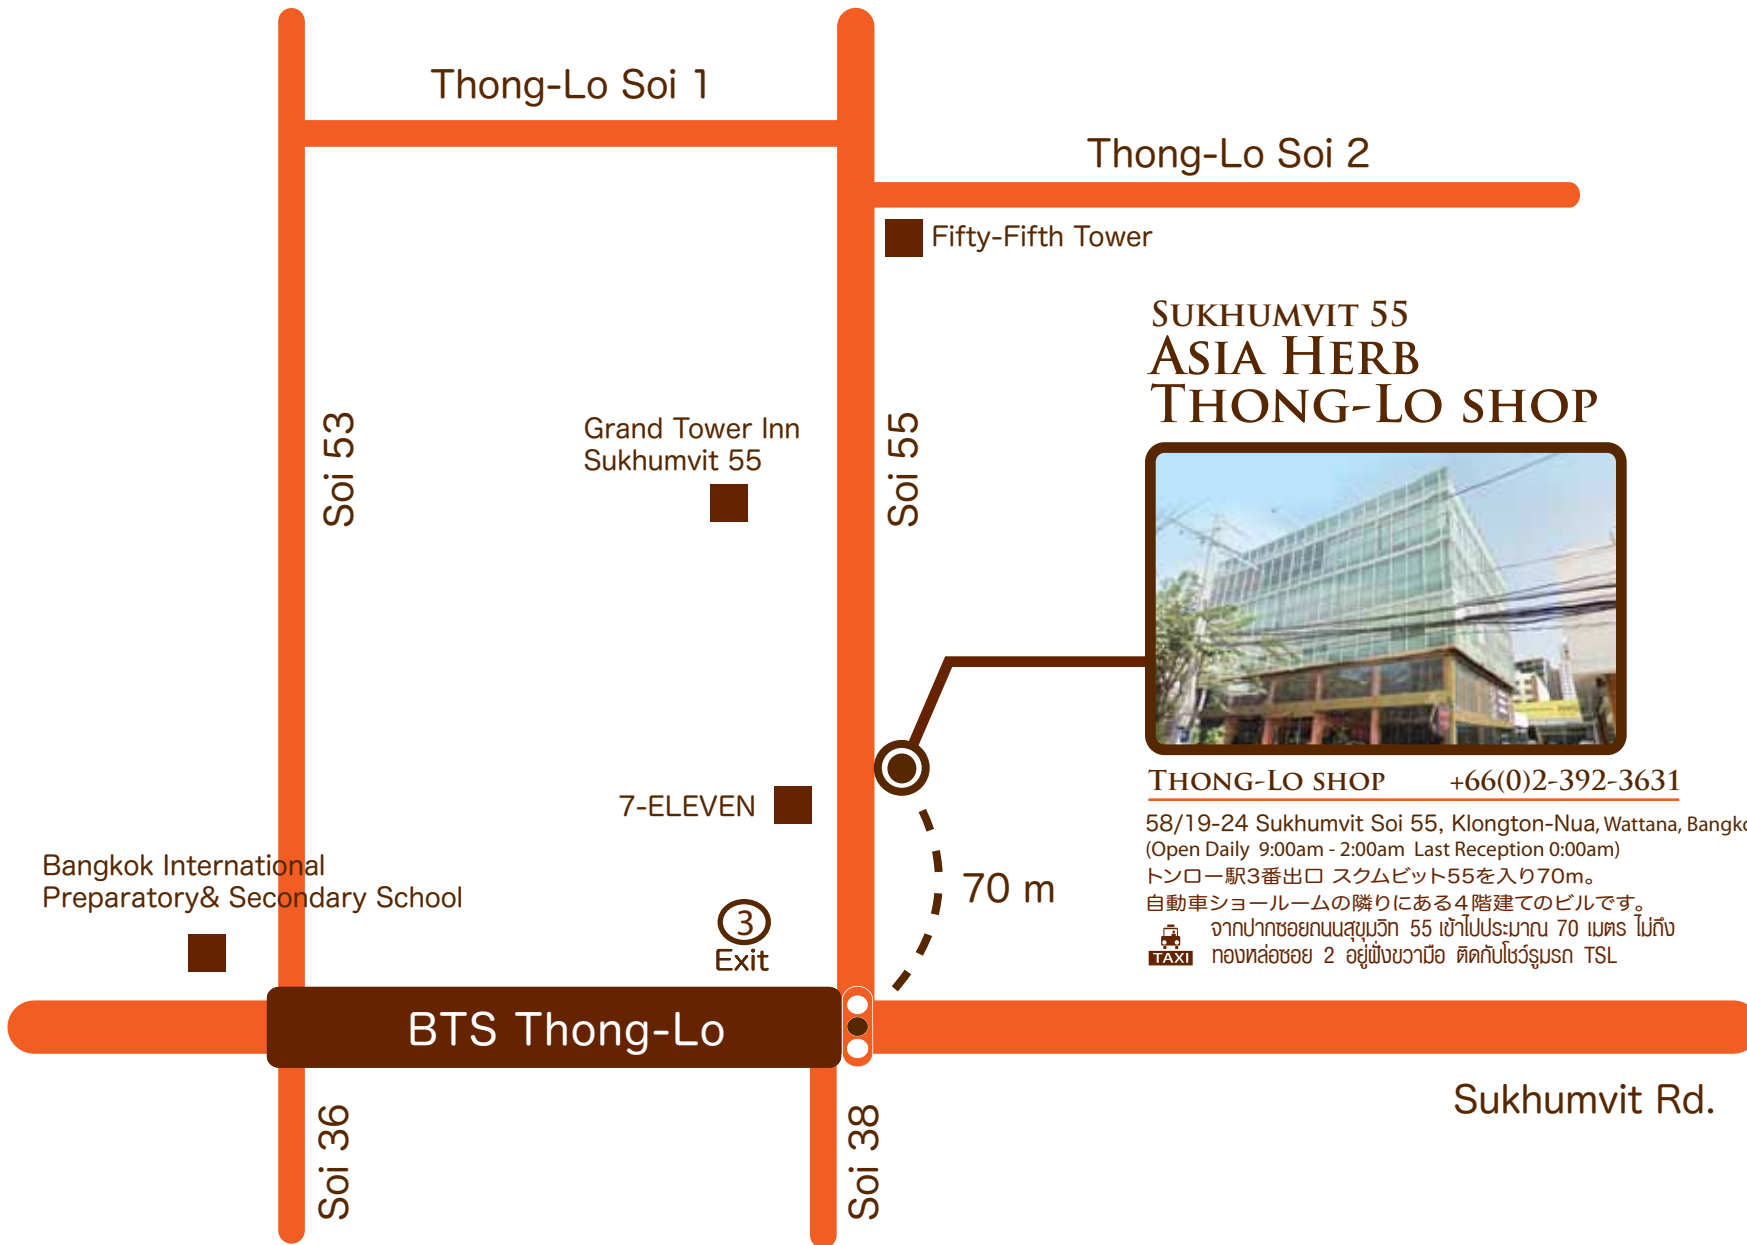 Thong-Lo Soi 1
Thong-Lo Soi 2
Fifty-Fifth Tower
SUKHUMVIT 55
ASIA HERB
THONG-LO SHOP
Soi 53
Grand Tower Inn
Sukhumvit 55
Soi 55
7-ELEVEN
THONG-LO SHOP +66(0)2-392-3631
58/19-24 Sukhumvit Soi 55, Klongton-Nua, Wattana, Bangko
(Open Daily 9:00am - 2:00am Last Reception 0:00am)
トンロー駅3番出口 スクムビット55を入り70m。
自動車ショールームの隣りにある4階建てのビルです。
จากปากซอยถนนสุขุมวิท 55 เข้าไปประมาณ 70 เมตร ไม่ถึง
TAXI ทองหล่อซอย 2 อยู่ฝั่งขวามือ ติดกับโชว์รูมรถ TSL
Bangkok International
Preparatory& Secondary School
70 m
3
Exit
BTS Thong-Lo
Sukhumvit Rd.
Soi 36
Soi 38